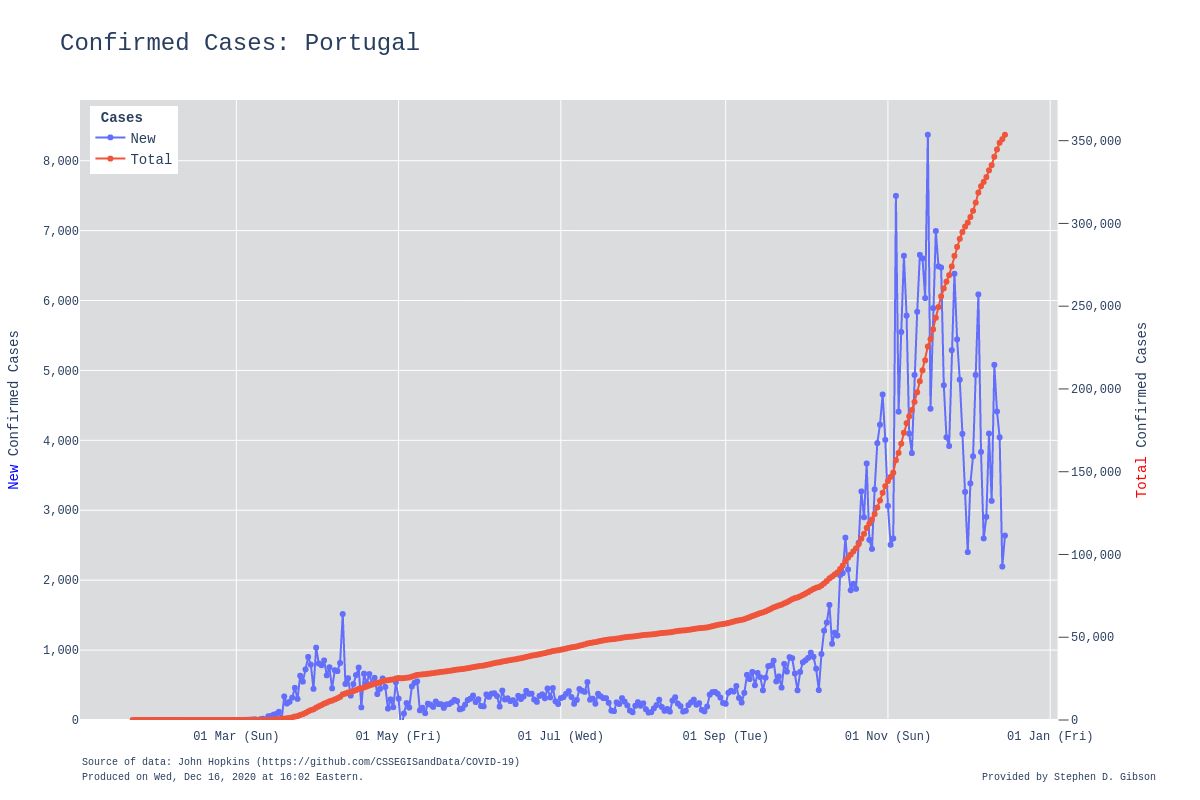 Confirmed Cases: Portugal
Cases
New
Total
8,000
7,000
6,000
5,000
4,000
3,000
2,000
1,000
0
350,000
300,000
250,000
200,000
150,000
100,000
50,000
0
New Confirmed Cases
Total Confirmed Cases
01 Mar (Sun)
01 May (Fri)
01 Jul (Wed)
01 Sep (Tue)
01 Nov (Sun)
01 Jan (Fri)
Source of data: John Hopkins (https://github.com/CSSEGISandData/COVID-19)
Produced on Wed, Dec 16, 2020 at 16:02 Eastern.
Provided by Stephen D. Gibson